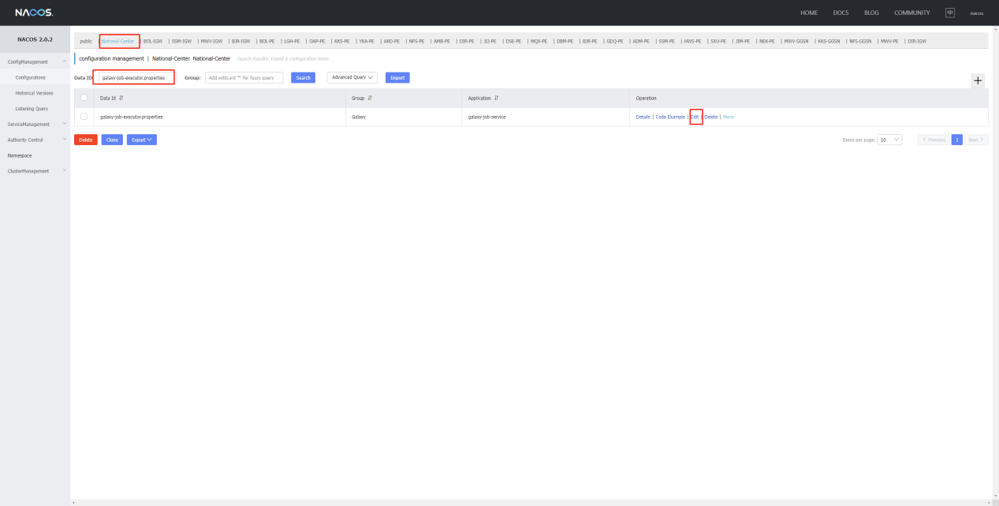 NACOS.
HOME DOCS BLOG COMMUNITY 中 nacos
NACOS 2.0.2
ConfigManagement
Configurations
Historical Versions
Listening Query
ServiceManagement
Authority Control
Namespace
ClusterManagement
public | National-Center | BOL-IGW | SSM-IGW | MWV-IGW | BJR-IGW | BOL-PE | LGH-PE | OAP-PE | KKS-PE | YKA-PE | ARD-PE | NFS-PE | AMB-PE | DIR-PE | JLJ-PE | DSE-PE | MQX-PE | DBM-PE | BJR-PE | GDQ-PE | ADM-PE | SSM-PE | HWS-PE | SXU-PE | JIM-PE | NEK-PE | MWV-GGSN | KKS-GGSN | NFS-GGSN | MWV-PE | DIR-IGW
configuration management | National-Center National-Center Search Results: Found 1 configuration items
Data ID: galaxy-job-executor.properties Group: Add wildcard '*' for fuzzy query Search Advanced Query Import
Data Id Group Application Operation
galaxy-job-executor.properties Galaxy galaxy-job-service Details | Code Example | Edit | Delete | More
Delete Clone Export Items per page: 10 < Previous 1 Next >